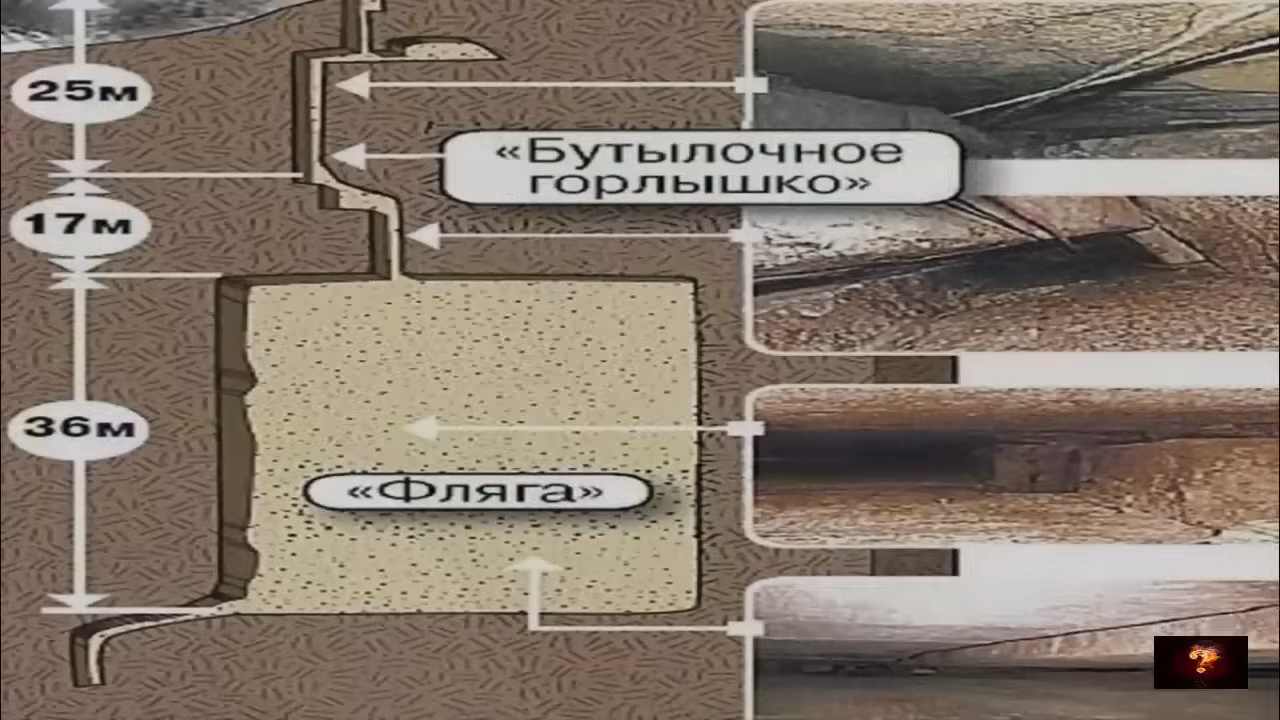 25м
«Бутылочное
горлышко»
17м
36м
«Фляга»